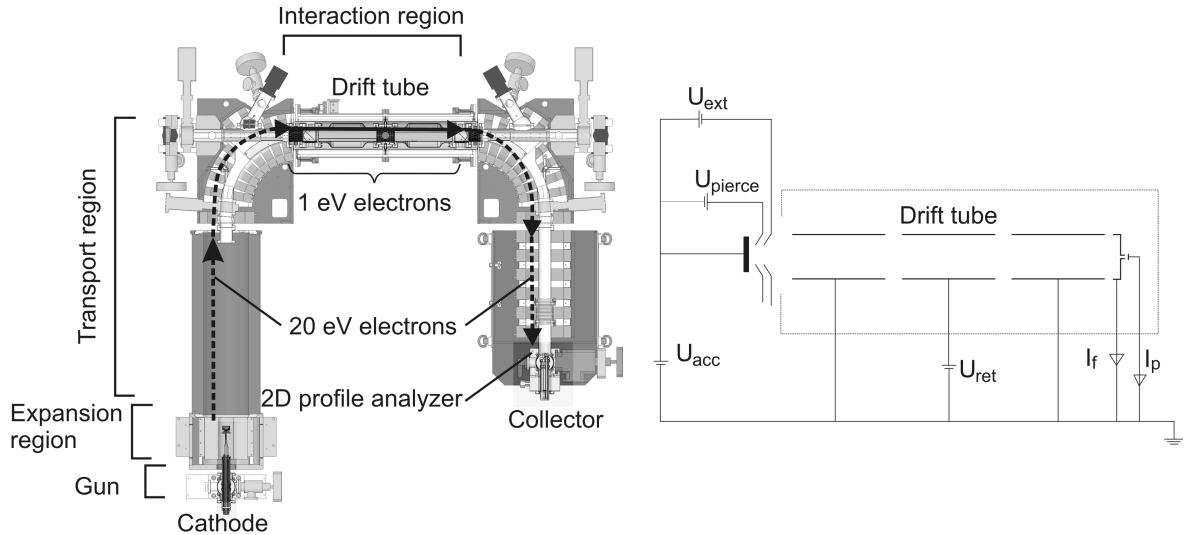 Interaction region
Drift tube
1 eV electrons
Transport region
20 eV electrons
2D profile analyzer
Collector
Expansion
region
Gun
Cathode
U_ext
U_pierce
Drift tube
U_acc
U_ret
I_f
I_p